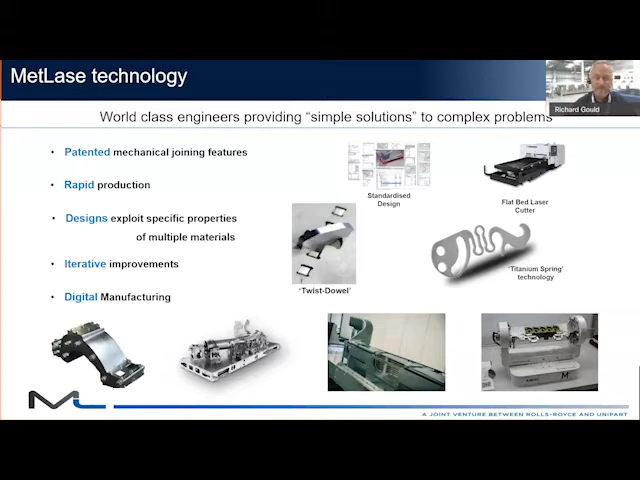 MetLase technology
Richard Gould
World class engineers providing “simple solutions” to complex problems
• Patented mechanical joining features
• Rapid production
• Designs exploit specific properties
of multiple materials
• Iterative improvements
• Digital Manufacturing
Standardised
Design
Flat Bed Laser
Cutter
‘Twist-Dowel’
‘Titanium Spring’
technology
A JOINT VENTURE BETWEEN ROLLS-ROYCE AND UNIPART